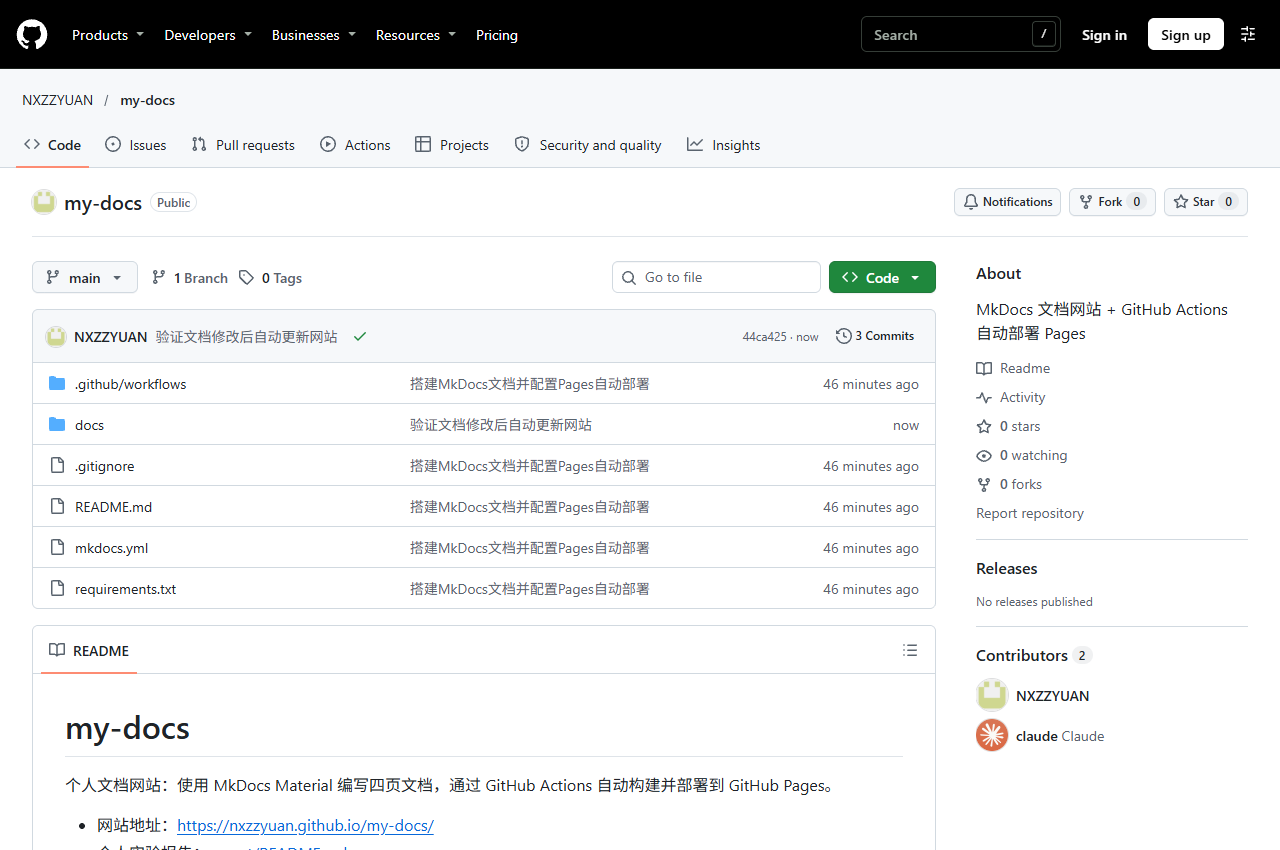 Products Developers Businesses Resources Pricing Search / Sign in Sign up
NXZZYUAN / my-docs
Code Issues Pull requests Actions Projects Security and quality Insights
my-docs Public Notifications Fork 0 Star 0
main 1 Branch 0 Tags Go to file Code
NXZZYUAN 验证文档修改后自动更新网站 44ca425 · now 3 Commits
.github/workflows 搭建MkDocs文档并配置Pages自动部署 46 minutes ago
docs 验证文档修改后自动更新网站 now
.gitignore 搭建MkDocs文档并配置Pages自动部署 46 minutes ago
README.md 搭建MkDocs文档并配置Pages自动部署 46 minutes ago
mkdocs.yml 搭建MkDocs文档并配置Pages自动部署 46 minutes ago
requirements.txt 搭建MkDocs文档并配置Pages自动部署 46 minutes ago
README
my-docs
个人文档网站：使用 MkDocs Material 编写四页文档，通过 GitHub Actions 自动构建并部署到 GitHub Pages。
网站地址：https://nxzzyuan.github.io/my-docs/
About
MkDocs 文档网站 + GitHub Actions
自动部署 Pages
Readme
Activity
0 stars
0 watching
0 forks
Report repository
Releases
No releases published
Contributors 2
NXZZYUAN
claude Claude